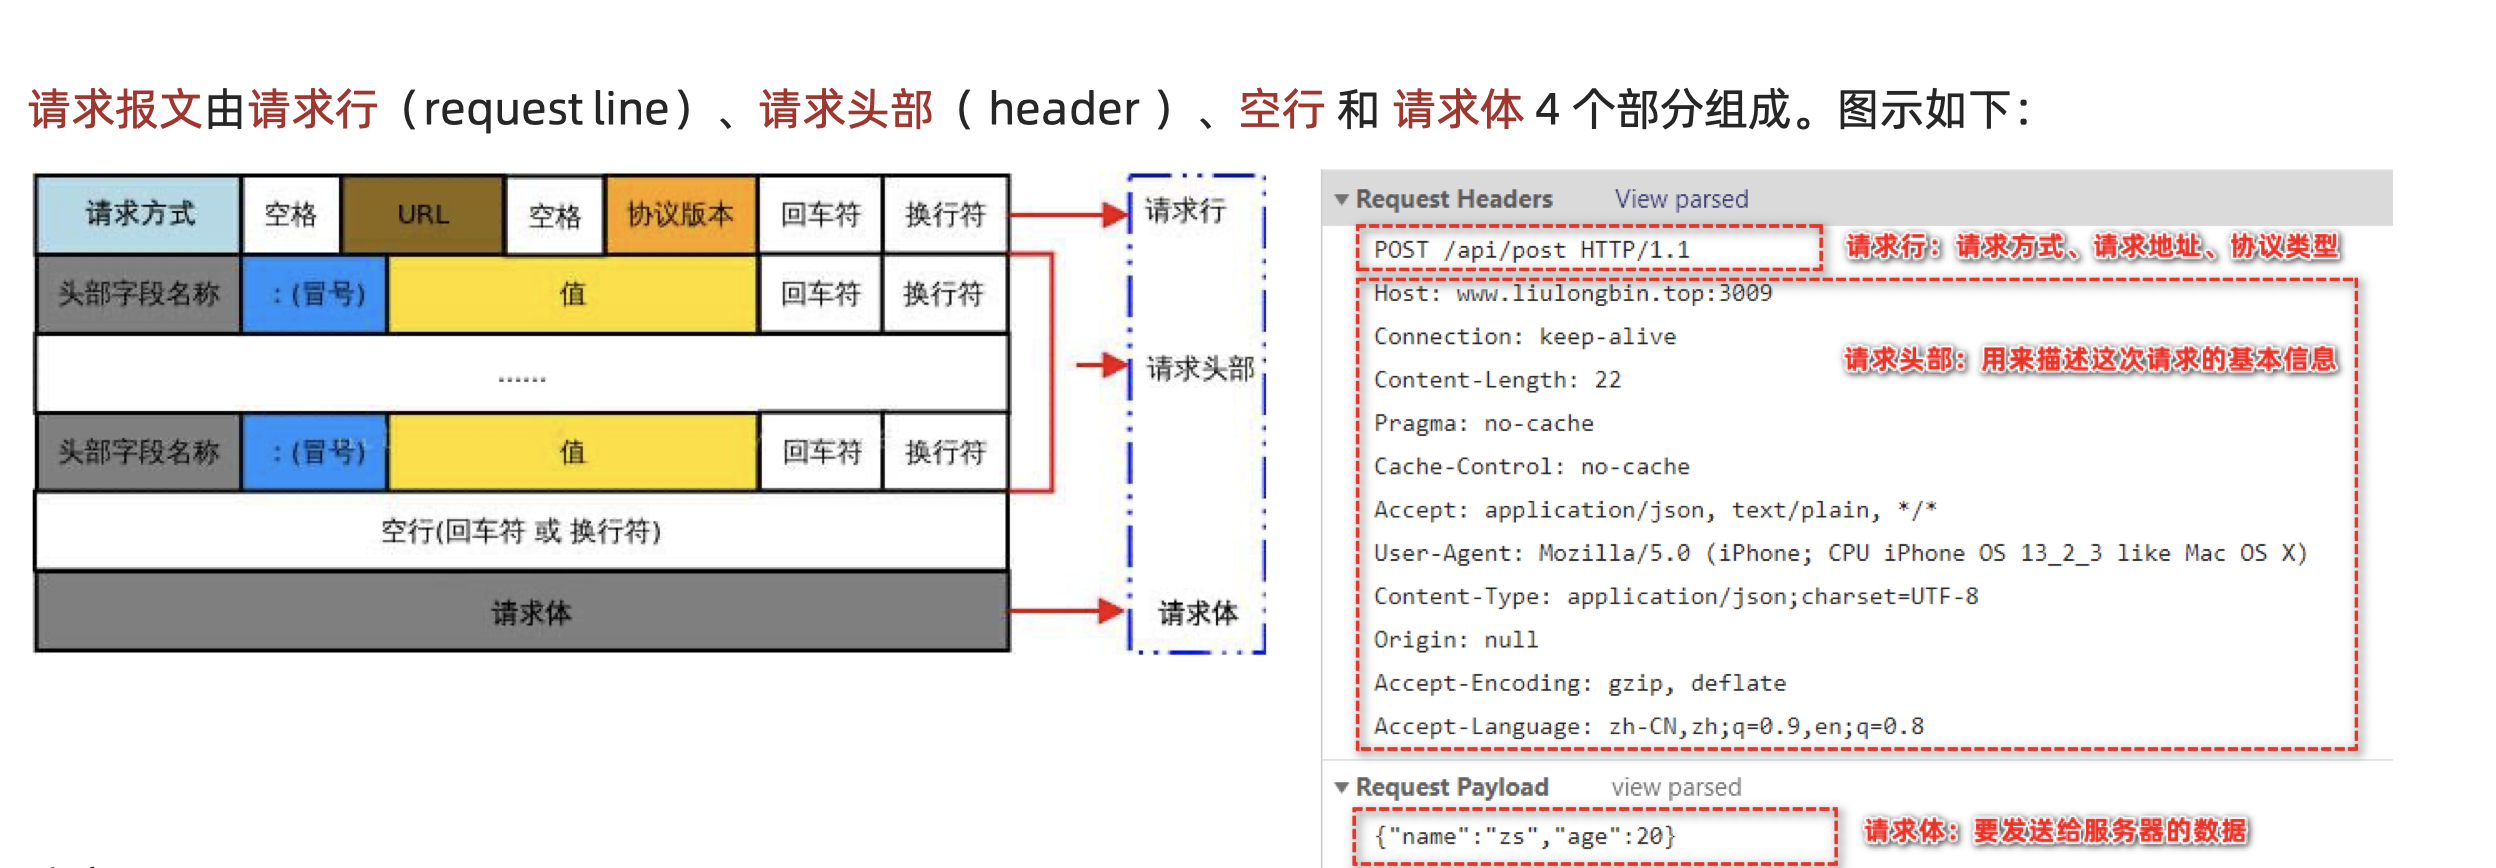 请求报文由请求行（request line）、请求头部（ header ）、空行 和 请求体 4 个部分组成。图示如下：
请求方式 空格 URL 空格 协议版本 回车符 换行符 请求行
头部字段名称 :(冒号) 值 回车符 换行符
...... 请求头部
头部字段名称 :(冒号) 值 回车符 换行符
空行(回车符 或 换行符)
请求体 请求体
Request Headers View parsed
POST /api/post HTTP/1.1 请求行：请求方式、请求地址、协议类型
Host: www.liulongbin.top:3009
Connection: keep-alive
请求头部：用来描述这次请求的基本信息
Content-Length: 22
Pragma: no-cache
Cache-Control: no-cache
Accept: application/json, text/plain, */*
User-Agent: Mozilla/5.0 (iPhone; CPU iPhone OS 13_2_3 like Mac OS X)
Content-Type: application/json;charset=UTF-8
Origin: null
Accept-Encoding: gzip, deflate
Accept-Language: zh-CN,zh;q=0.9,en;q=0.8
Request Payload view parsed
{"name":"zs","age":20} 请求体：要发送给服务器的数据